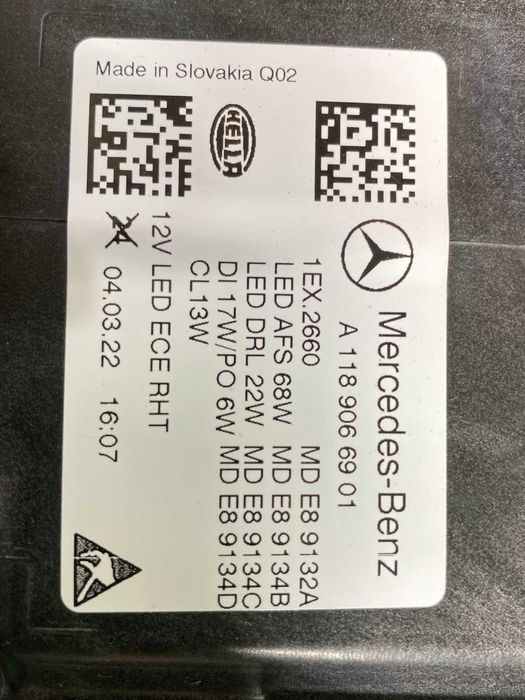 Made in Slovakia Q02
HELLA
Mercedes-Benz
A 118 906 69 01
1EX.2660 MD E8 9132A
LED AFS 68W MD E8 9134B
LED DRL 22W MD E8 9134C
DI 17W/PO 6W MD E8 9134D
CL13W
12V LED ECE RHT
24 04.03.22 16:07